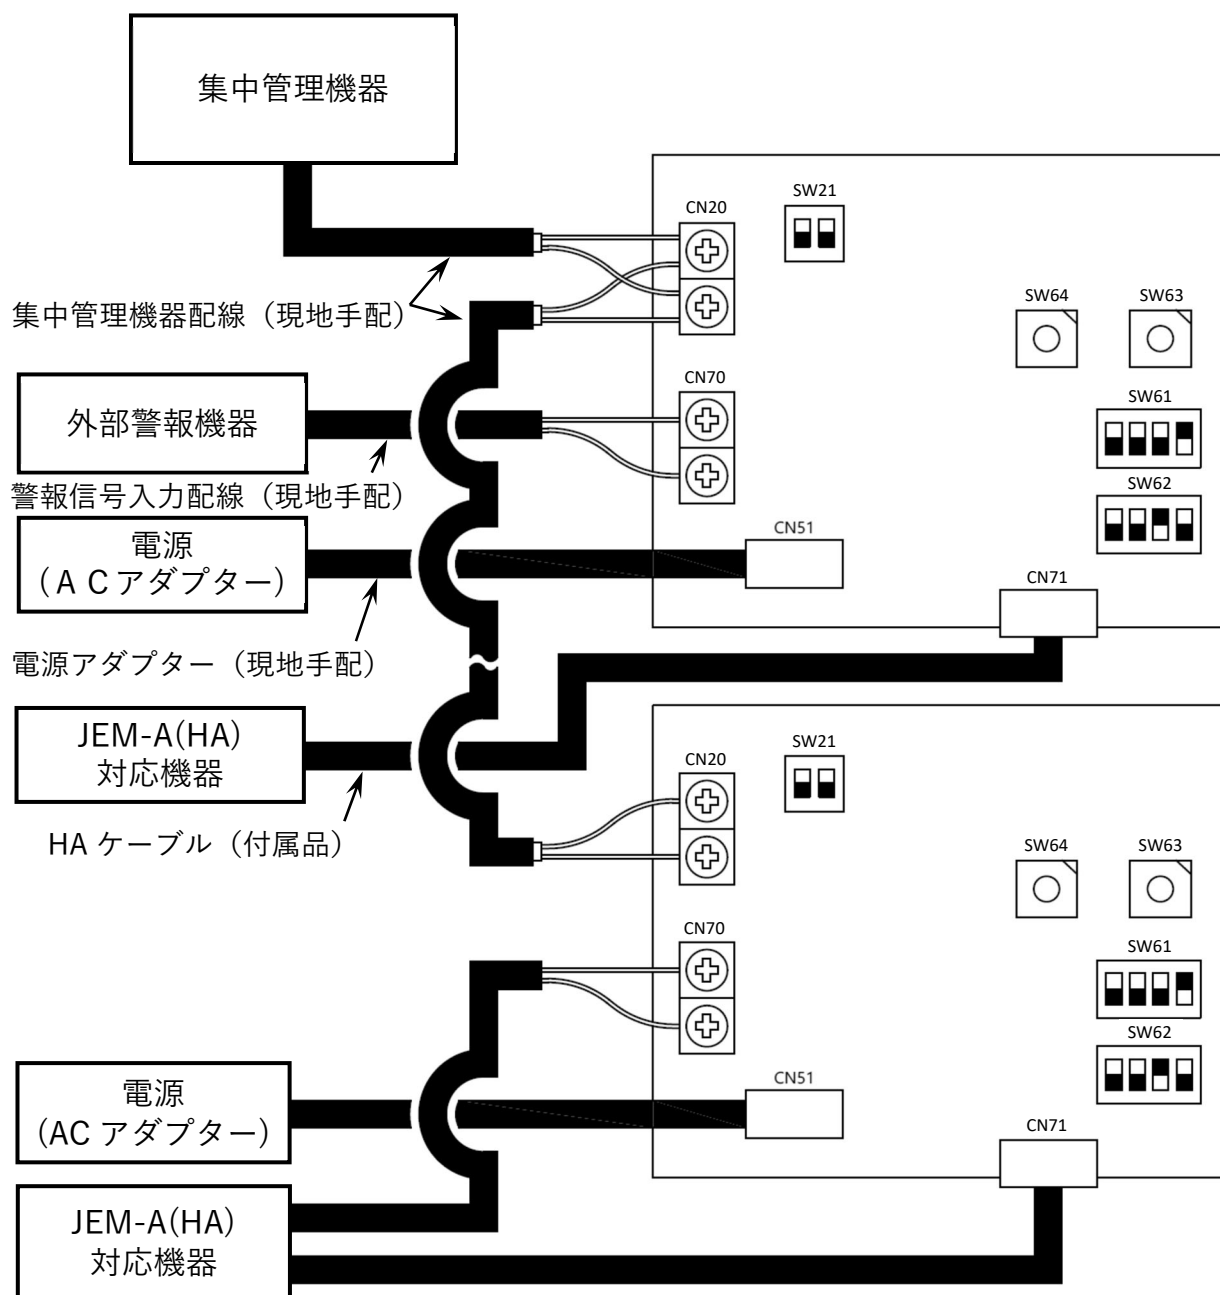 集中管理機器
SW21
CN20
集中管理機器配線（現地手配）
SW64
SW63
CN70
SW61
外部警報機器
警報信号入力配線（現地手配）
SW62
電源
（ＡＣアダプター）
CN51
CN71
電源アダプター（現地手配）
JEM-A(HA)
対応機器
SW21
CN20
HA ケーブル（付属品）
SW64
SW63
CN70
SW61
SW62
電源
(AC アダプター)
CN51
CN71
JEM-A(HA)
対応機器